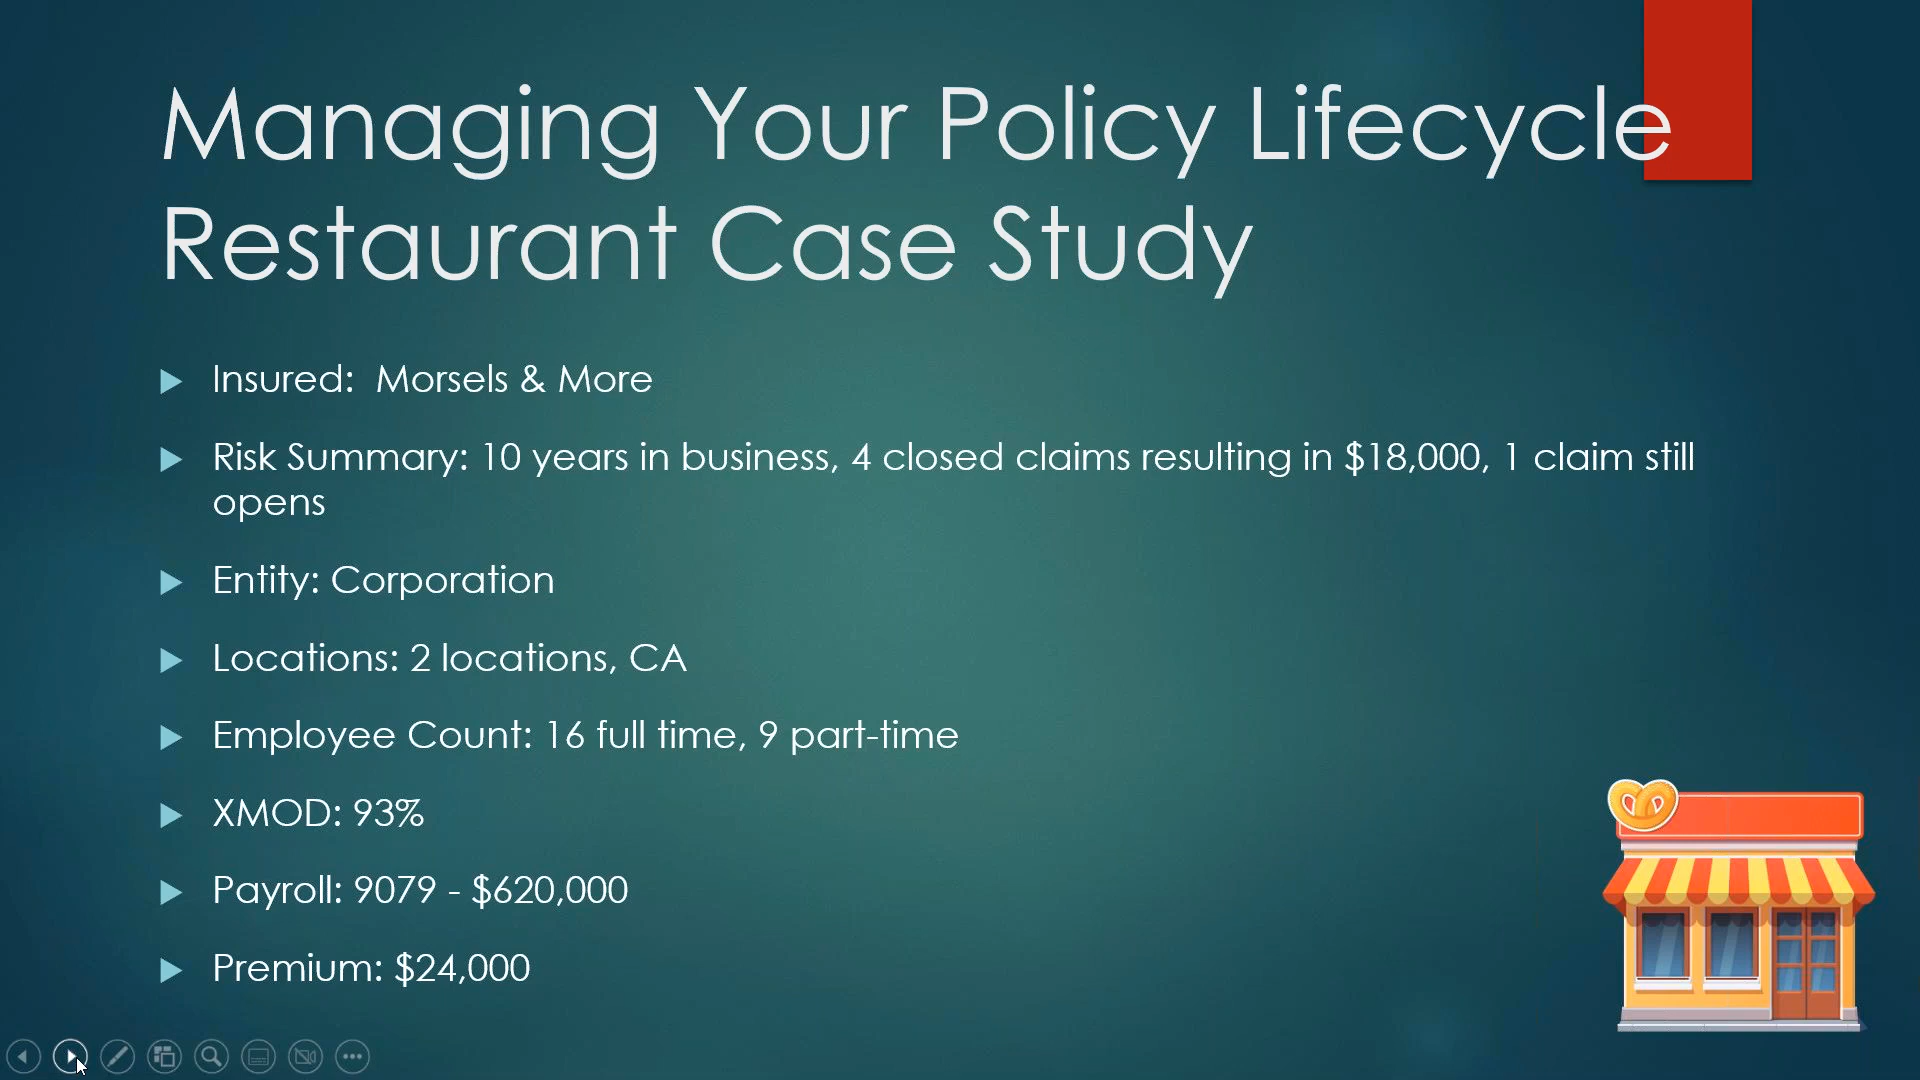 Managing Your Policy Lifecycle
Restaurant Case Study
Insured:  Morsels & More
Risk Summary: 10 years in business, 4 closed claims resulting in $18,000, 1 claim still
opens
Entity: Corporation
Locations: 2 locations, CA
Employee Count: 16 full time, 9 part-time
XMOD: 93%
Payroll: 9079 - $620,000
Premium: $24,000